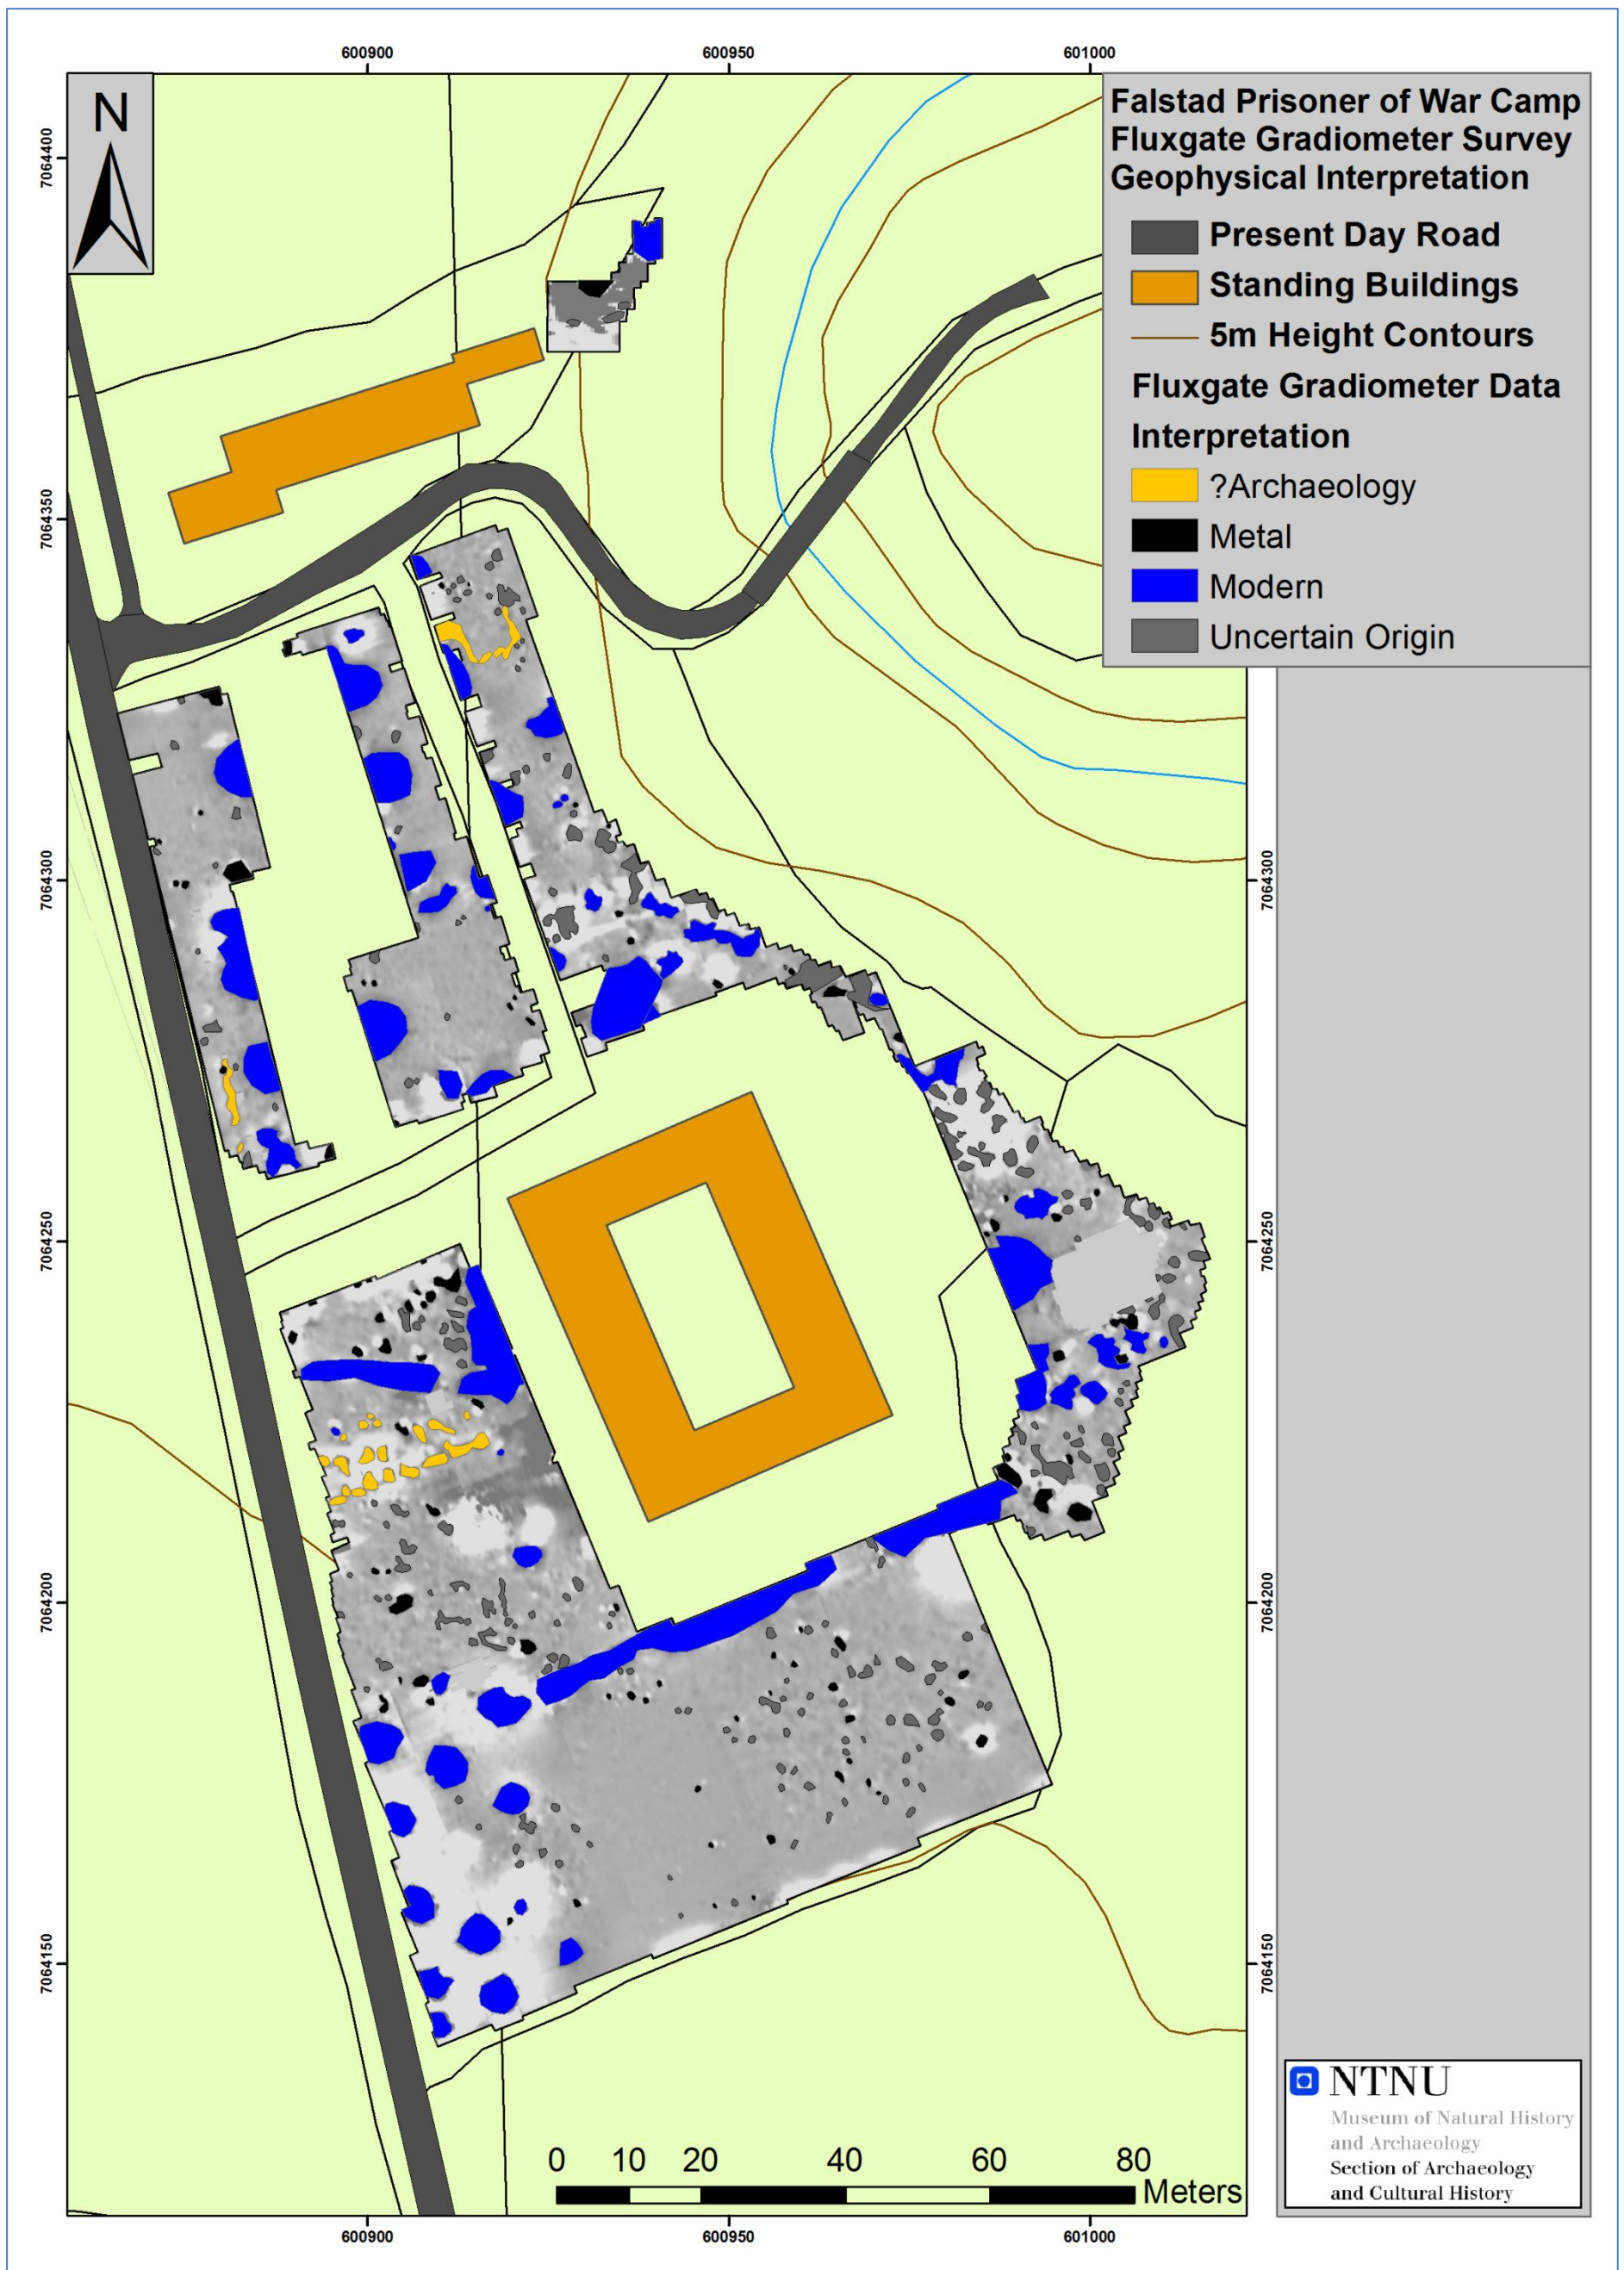 600900 600950 601000
N
Falstad Prisoner of War Camp
Fluxgate Gradiometer Survey
Geophysical Interpretation
Present Day Road
Standing Buildings
5m Height Contours
Fluxgate Gradiometer Data
Interpretation
?Archaeology
Metal
Modern
Uncertain Origin
7064400
7064350
7064300 7064300
7064250 7064250
7064200 7064200
7064150 7064150
0 10 20 40 60 80
Meters
NTNU
Museum of Natural History
and Archaeology
Section of Archaeology
and Cultural History
600900 600950 601000